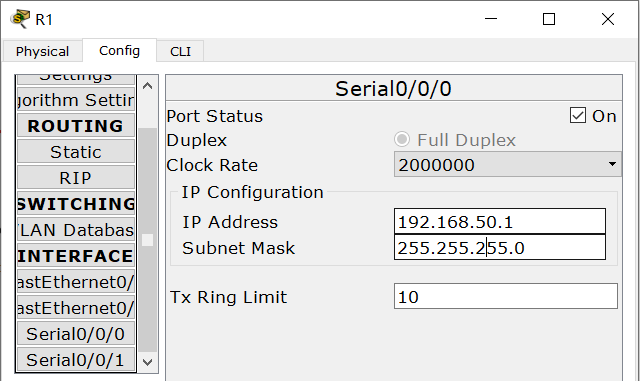 R1
Physical
Config
CLI
Settings
gorithm Settin
ROUTING
Static
RIP
SWITCHING
LAN Databas
INTERFACE
astEthernet0/
astEthernet0/
Serial0/0/0
Serial0/0/1
Serial0/0/0
Port Status
On
Duplex
Full Duplex
Clock Rate
2000000
IP Configuration
IP Address
192.168.50.1
Subnet Mask
255.255.255.0
Tx Ring Limit
10